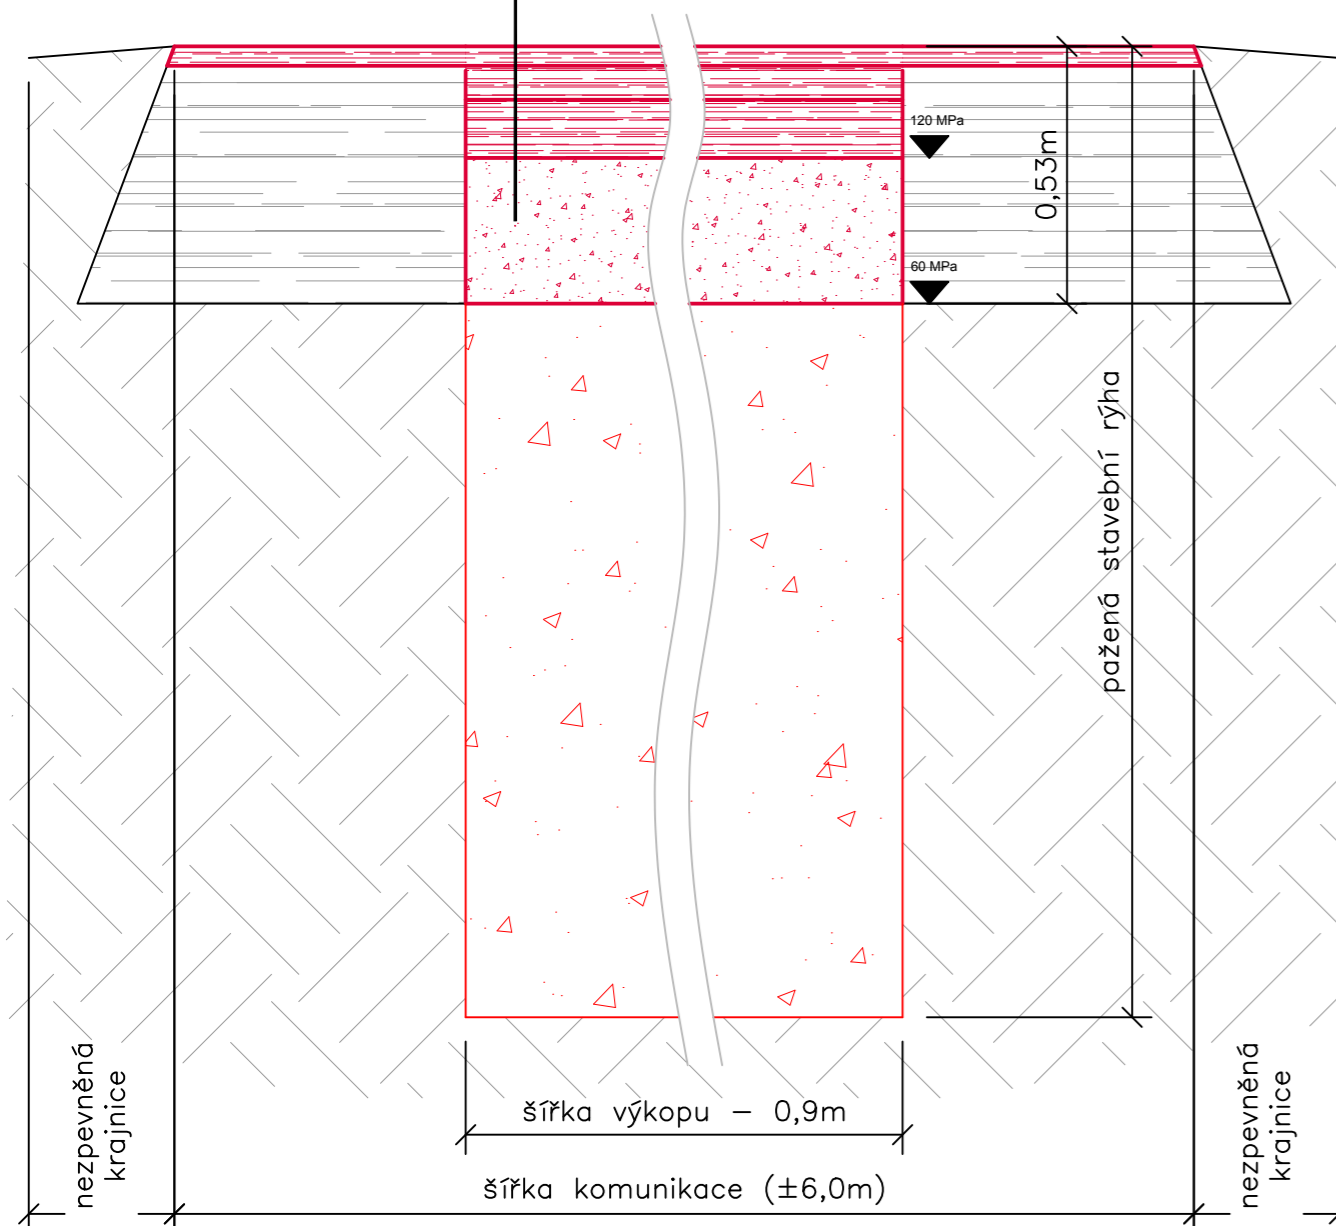 120 MPa
0,53m
60 MPa
pažená stavební rýha
nezpevněná
krajnice
šířka výkopu – 0,9m
šířka komunikace (±6,0m)
nezpevněná
krajnice